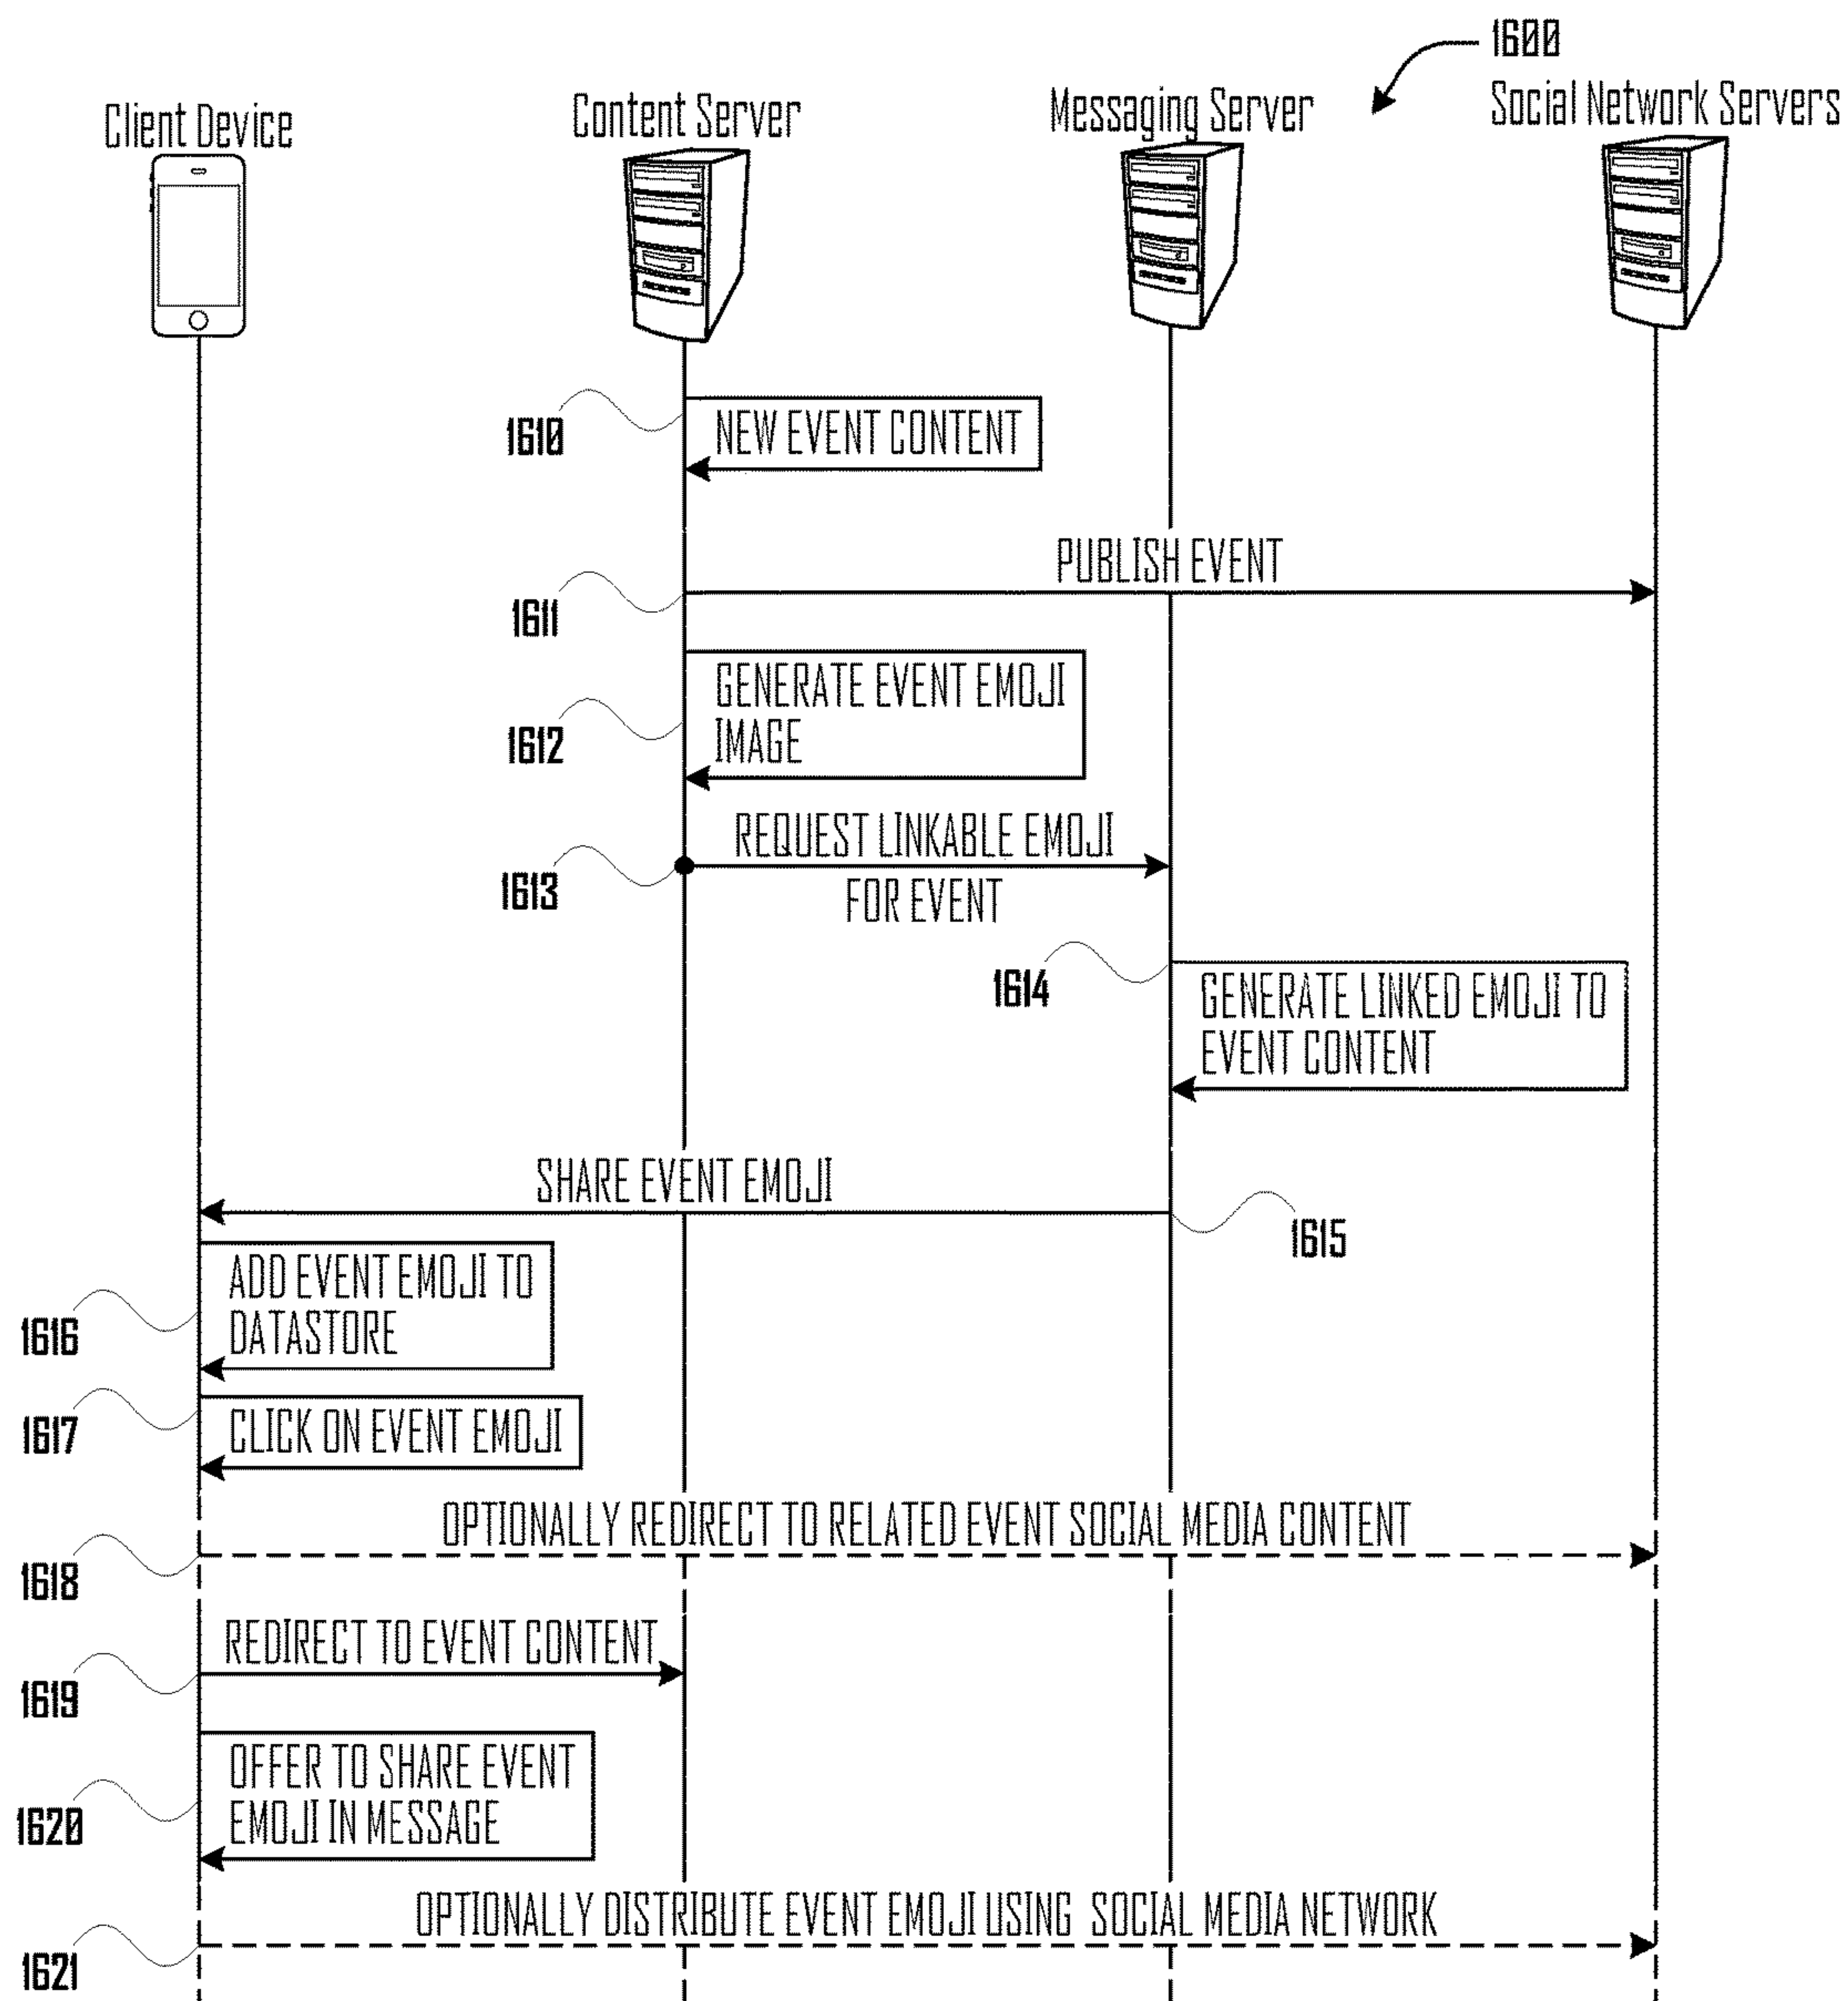 1600
Client Device
Content Server
Messaging Server
Social Network Servers
1610
NEW EVENT CONTENT
PUBLISH EVENT
1611
GENERATE EVENT EMOJI
IMAGE
1612
REQUEST LINKABLE EMOJI
FOR EVENT
1613
1614
GENERATE LINKED EMOJI TO
EVENT CONTENT
SHARE EVENT EMOJI
1615
ADD EVENT EMOJI TO
DATASTORE
1616
1617
CLICK ON EVENT EMOJI
OPTIONALLY REDIRECT TO RELATED EVENT SOCIAL MEDIA CONTENT
1618
REDIRECT TO EVENT CONTENT
1619
OFFER TO SHARE EVENT
EMOJI IN MESSAGE
1620
OPTIONALLY DISTRIBUTE EVENT EMOJI USING SOCIAL MEDIA NETWORK
1621